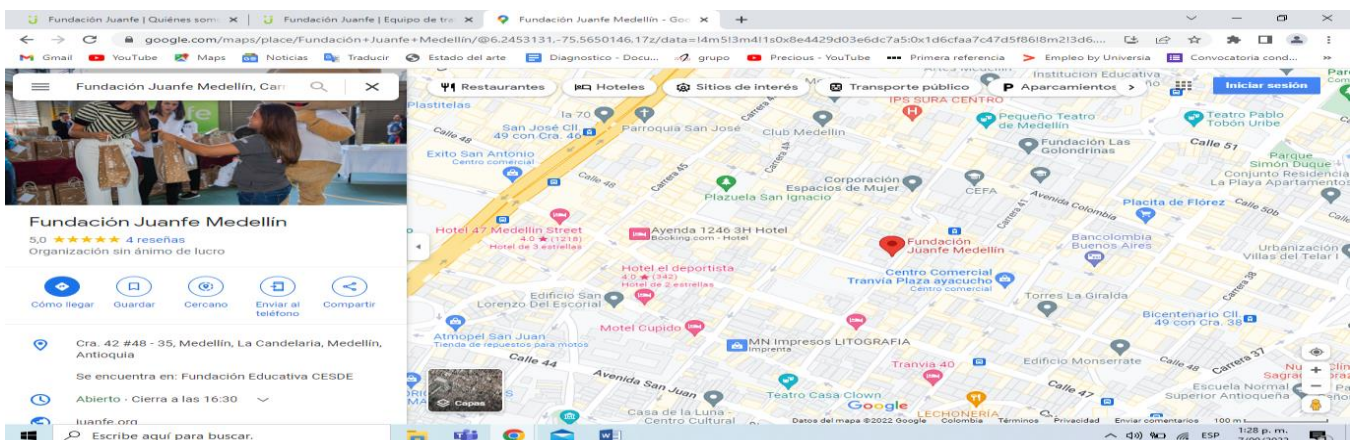 Fundación Juanfe | Quiénes som
Fundación Juanfe | Equipo de tra
Fundación Juanfe Medellín - Goo
google.com/maps/place/Fundación+Juanfe+Medellín/@6.2453131,-75.5650146,17z/data=!4m5!3m4!1s0x8e4429d03e6dc7a5:0x1d6cfaa7c47d5f86!8m2!3d6....
Gmail YouTube Maps Noticias Traducir Estado del arte Diagnostico - Docu... grupo Precious - YouTube Primera referencia Empleo by Universia Convocatoria cond... »
Fundación Juanfe Medellín, Carr
Restaurantes
Hoteles
Sitios de interés
Transporte público
Aparcamientos
Iniciar sesión
Fundación Juanfe Medellín
5,0 4 reseñas
Organización sin ánimo de lucro
Cómo llegar
Guardar
Cercano
Enviar al teléfono
Compartir
Cra. 42 #48 - 35, Medellín, La Candelaria, Medellín,
Antioquia
Se encuentra en: Fundación Educativa CESDE
Abierto · Cierra a las 16:30
juanfe.org
Institución Educativa
Plastitelas
la 70
IPS SURA CENTRO
Pequeño Teatro
de Medellín
Teatro Pablo
Tobón Uribe
Calle 48
San José Cll.
49 con Cra. 46
Parroquia San José
Club Medellín
Fundación Las
Golondrinas
Calle 51
Exito San Antonio
Centro comercial
Parque
Simón Duque
Conjunto Residencia
La Playa Apartamentos
Calle 48
Carrera 45
Corporación
Espacios de Mujer
CEFA
Plazuela San Ignacio
Carrera 41
Avenida Colombia
Placita de Flórez
Calle 50b
Hotel 47 Medellin Street
4.0 (1218)
Hotel de 3 estrellas
Ayenda 1246 3H Hotel
Booking.com - Hotel
Fundación
Juanfe Medellín
Bancolombia
Buenos Aires
Urbanización
Villas del Telar I
Hotel el deportista
4.0 (342)
Hotel de 2 estrellas
Centro Comercial
Tranvía Plaza ayacucho
Centro comercial
Carrera 38
Edificio San
Lorenzo Del Escorial
Torres La Giralda
Motel Cupido
Bicentenario Cll.
49 con Cra. 38
Atmopel San Juan
Tienda de repuestos para motos
MN Impresos LITOGRAFIA
Imprenta
Calle 44
Tranvia 40
Edificio Monserrate
Calle 48
Carrera 37
Avenida San Juan
Teatro Casa Clown
Calle 47
Escuela Normal
Superior Antioqueña
Capas
Casa de la Luna -
Centro Cultural
Google
LECHONERÍA
Datos del mapa ©2022 Google Colombia Términos Privacidad Enviar comentarios 100 m
Escribe aquí para buscar.
ESP
1:28 p. m.